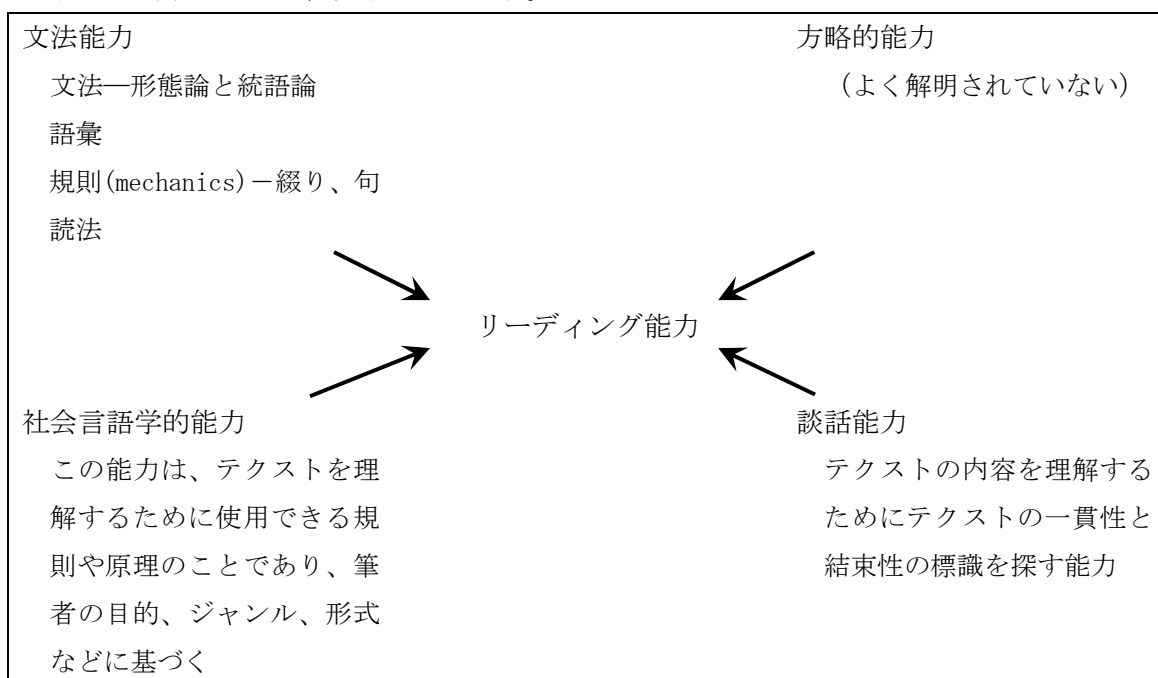 文法能力
文法―形態論と統語論
語彙
規則(mechanics)－綴り、句
読法
方略的能力
(よく解明されていない)
リーディング能力
社会言語学的能力
この能力は、テクストを理
解するために使用できる規
則や原理のことであり、筆
者の目的、ジャンル、形式
などに基づく
談話能力
テクストの内容を理解する
ためにテクストの一貫性と
結束性の標識を探す能力